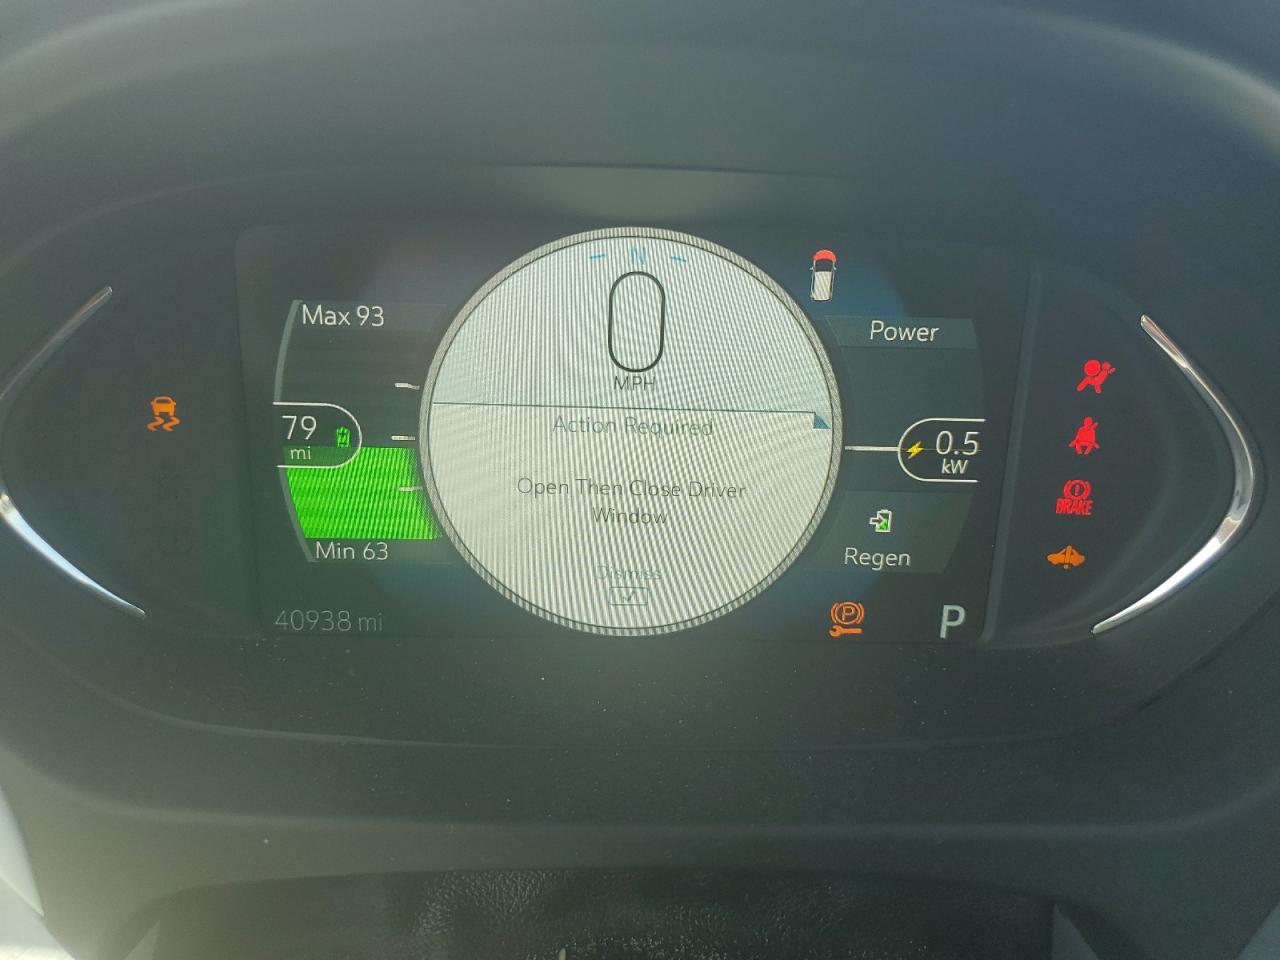 N
0
MPH
Max 93
79
mi
Min 63
40938 mi
Action Required
Open Then Close Driver
Window
Dismiss
Power
0.5
kW
Regen
P
P
BRAKE